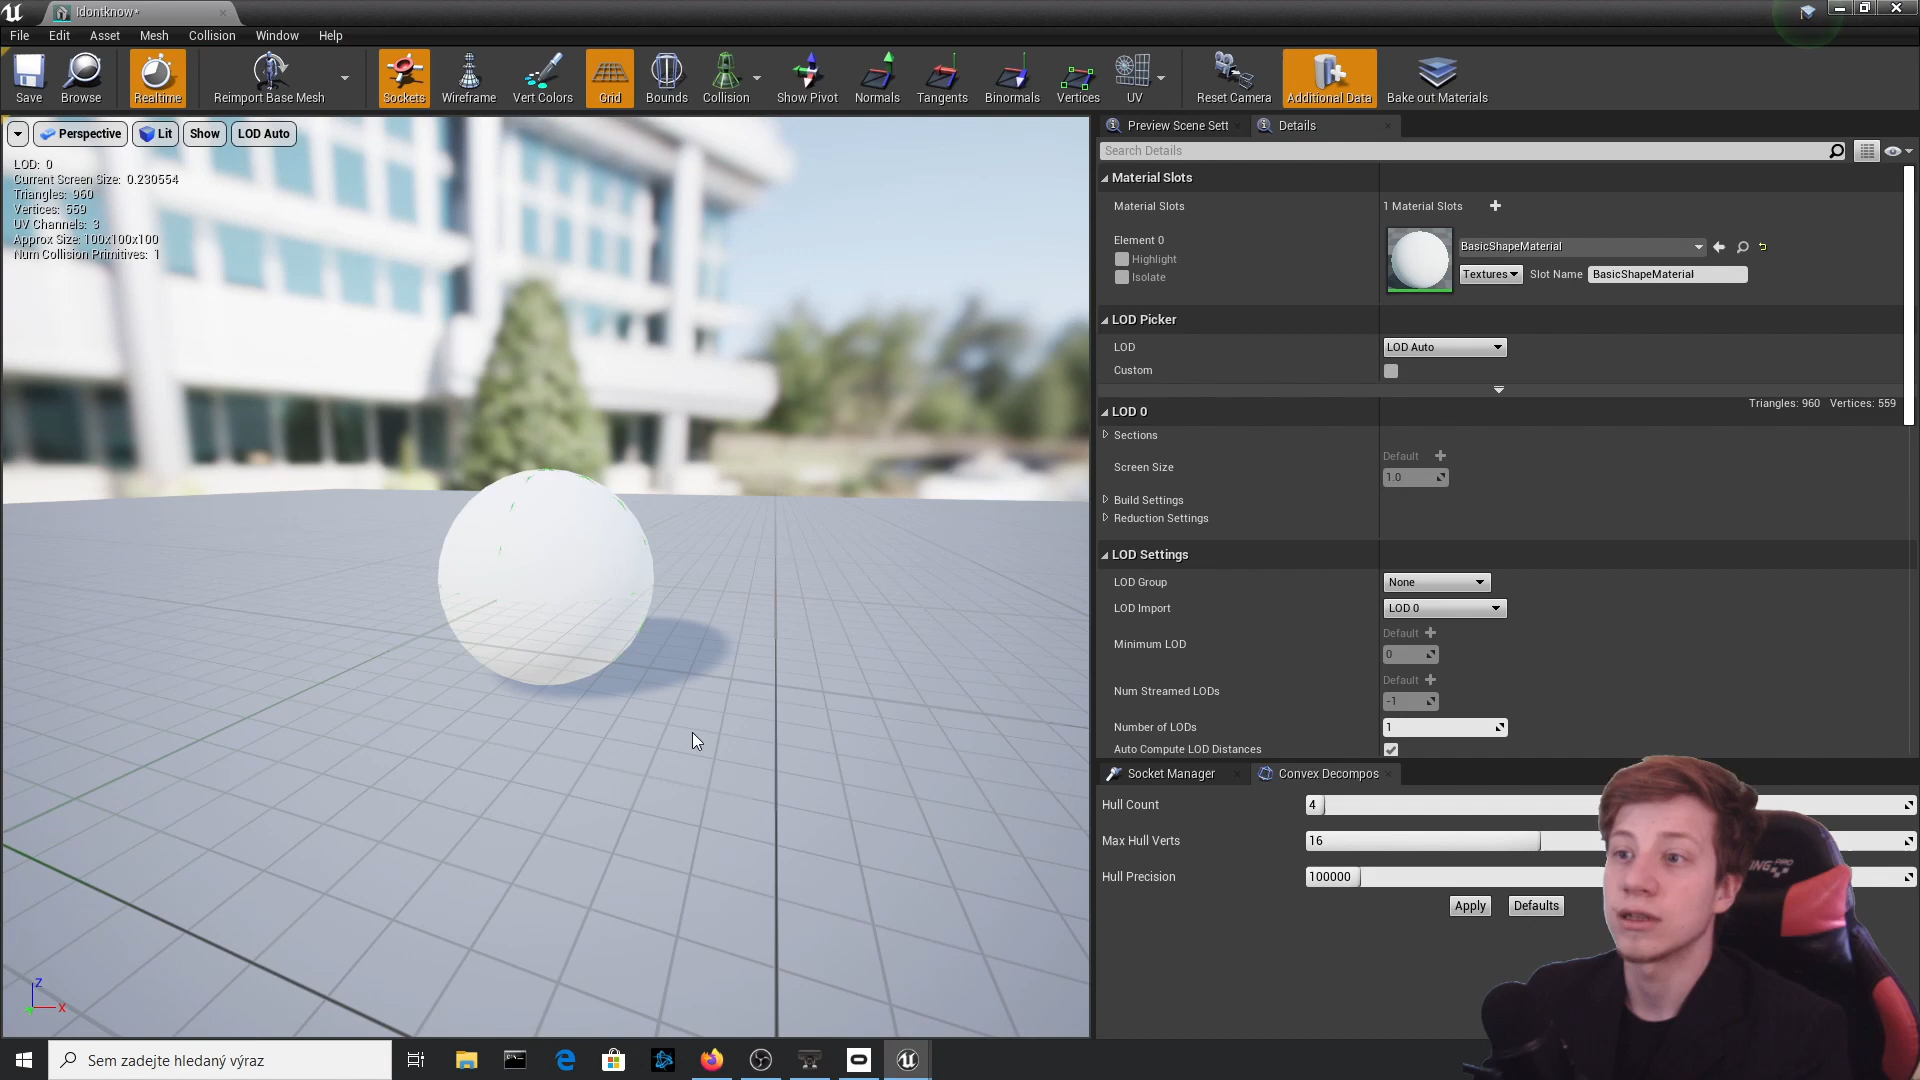 Idontknow*
File Edit Asset Mesh Collision Window Help
Save Browse Realtime Reimport Base Mesh Sockets Wireframe Vert Colors Grid Bounds Collision Show Pivot Normals Tangents Binormals Vertices UV Reset Camera Additional Data Bake out Materials
Perspective Lit Show LOD Auto
LOD: 0
Current Screen Size: 0.230554
Triangles: 960
Vertices: 559
UV Channels: 3
Approx Size: 100x100x100
Num Collision Primitives: 1
Z
X
Preview Scene Sett Details
Search Details
Material Slots
Material Slots 1 Material Slots
Element 0
Highlight
Isolate
BasicShapeMaterial
Textures Slot Name BasicShapeMaterial
LOD Picker
LOD LOD Auto
Custom
LOD 0 Triangles: 960 Vertices: 559
Sections
Default
Screen Size 1.0
Build Settings
Reduction Settings
LOD Settings
LOD Group None
LOD Import LOD 0
Default
Minimum LOD 0
Default
Num Streamed LODs -1
Number of LODs 1
Auto Compute LOD Distances
Socket Manager Convex Decompos
Hull Count 4
Max Hull Verts 16
Hull Precision 100000
Apply Defaults
Sem zadejte hledaný výraz